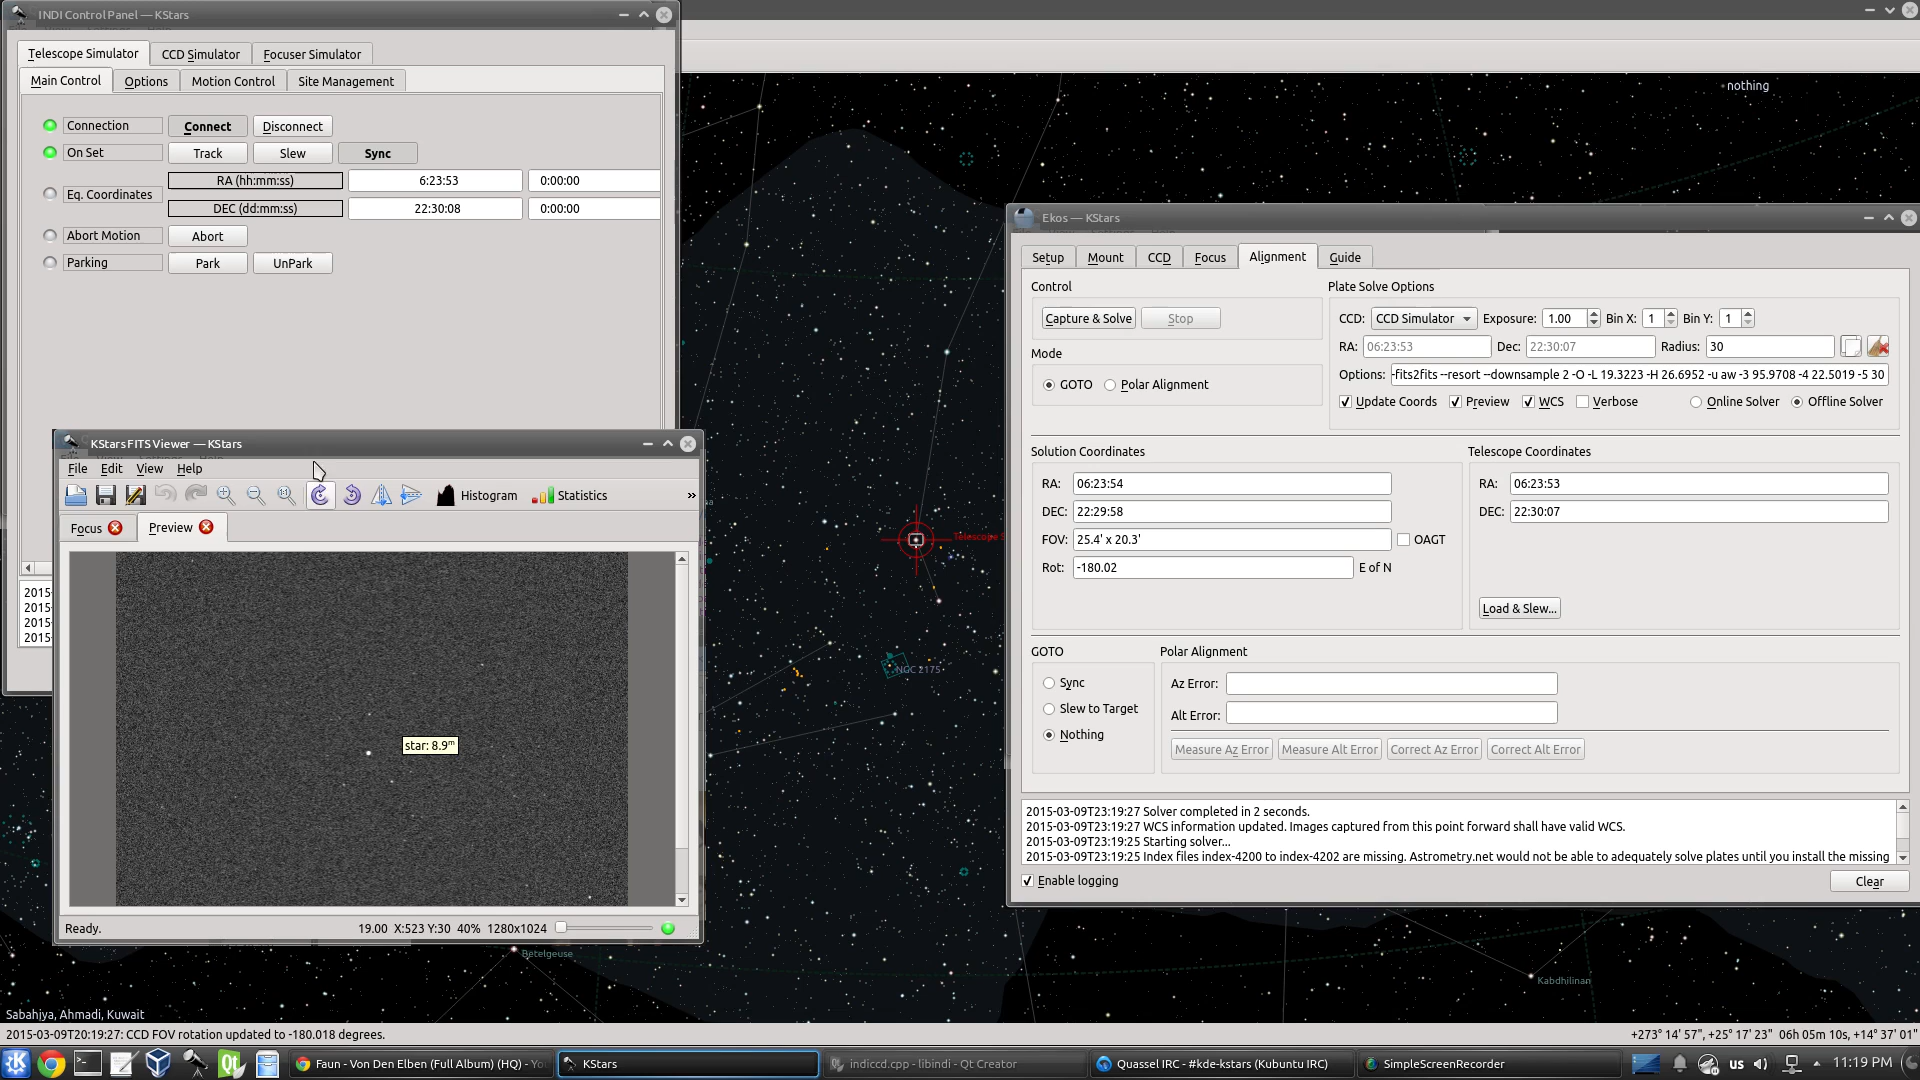 INDI Control Panel — KStars
Telescope Simulator CCD Simulator Focuser Simulator
Main Control Options Motion Control Site Management
Connection Connect Disconnect
On Set Track Slew Sync
Eq. Coordinates
RA (hh:mm:ss) 6:23:53 0:00:00
DEC (dd:mm:ss) 22:30:08 0:00:00
Abort Motion Abort
Parking Park UnPark
2015-
2015-
2015-
2015-
nothing
Telescope S
NGC 2175
Betelgeuse
Kabdhilinan
KStars FITS Viewer — KStars
File Edit View Help
Histogram Statistics »
Focus Preview
star: 8.9m
Ready. 19.00 X:523 Y:30 40% 1280x1024
Ekos — KStars
Setup Mount CCD Focus Alignment Guide
Control
Capture & Solve Stop
Mode
GOTO Polar Alignment
Plate Solve Options
CCD: CCD Simulator Exposure: 1.00 Bin X: 1 Bin Y: 1
RA: 06:23:53 Dec: 22:30:07 Radius: 30
Options: -fits2fits --resort --downsample 2 -O -L 19.3223 -H 26.6952 -u aw -3 95.9708 -4 22.5019 -5 30
Update Coords Preview WCS Verbose Online Solver Offline Solver
Solution Coordinates
RA: 06:23:54
DEC: 22:29:58
FOV: 25.4' x 20.3' OAGT
Rot: -180.02 E of N
Telescope Coordinates
RA: 06:23:53
DEC: 22:30:07
Load & Slew...
GOTO
Sync
Slew to Target
Nothing
Polar Alignment
Az Error:
Alt Error:
Measure Az Error Measure Alt Error Correct Az Error Correct Alt Error
2015-03-09T23:19:27 Solver completed in 2 seconds.
2015-03-09T23:19:27 WCS information updated. Images captured from this point forward shall have valid WCS.
2015-03-09T23:19:25 Starting solver...
2015-03-09T23:19:25 Index files index-4200 to index-4202 are missing. Astrometry.net would not be able to adequately solve plates until you install the missing
Enable logging Clear
Sabahiya, Ahmadi, Kuwait
2015-03-09T20:19:27: CCD FOV rotation updated to -180.018 degrees. +273° 14' 57", +25° 17' 23" 06h 05m 10s, +14° 37' 01"
Faun - Von Den Elben (Full Album) (HQ) - Yo KStars indiccd.cpp - libindi - Qt Creator Quassel IRC - #kde-kstars (Kubuntu IRC) SimpleScreenRecorder us 11:19 PM